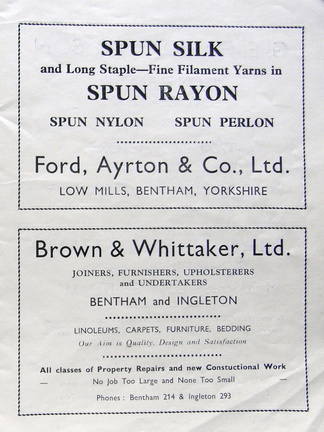 SPUN SILK
and Long Staple—Fine Filament Yarns in
SPUN RAYON
SPUN NYLON SPUN PERLON
Ford, Ayrton & Co., Ltd.
LOW MILLS, BENTHAM, YORKSHIRE
Brown & Whittaker, Ltd.
JOINERS, FURNISHERS, UPHOLSTERERS
and UNDERTAKERS
BENTHAM and INGLETON
LINOLEUMS, CARPETS, FURNITURE, BEDDING
Our Aim is Quality, Design and Satisfaction
All classes of Property Repairs and new Constuctional Work
— No Job Too Large and None Too Small —
Phones : Bentham 214 & Ingleton 293